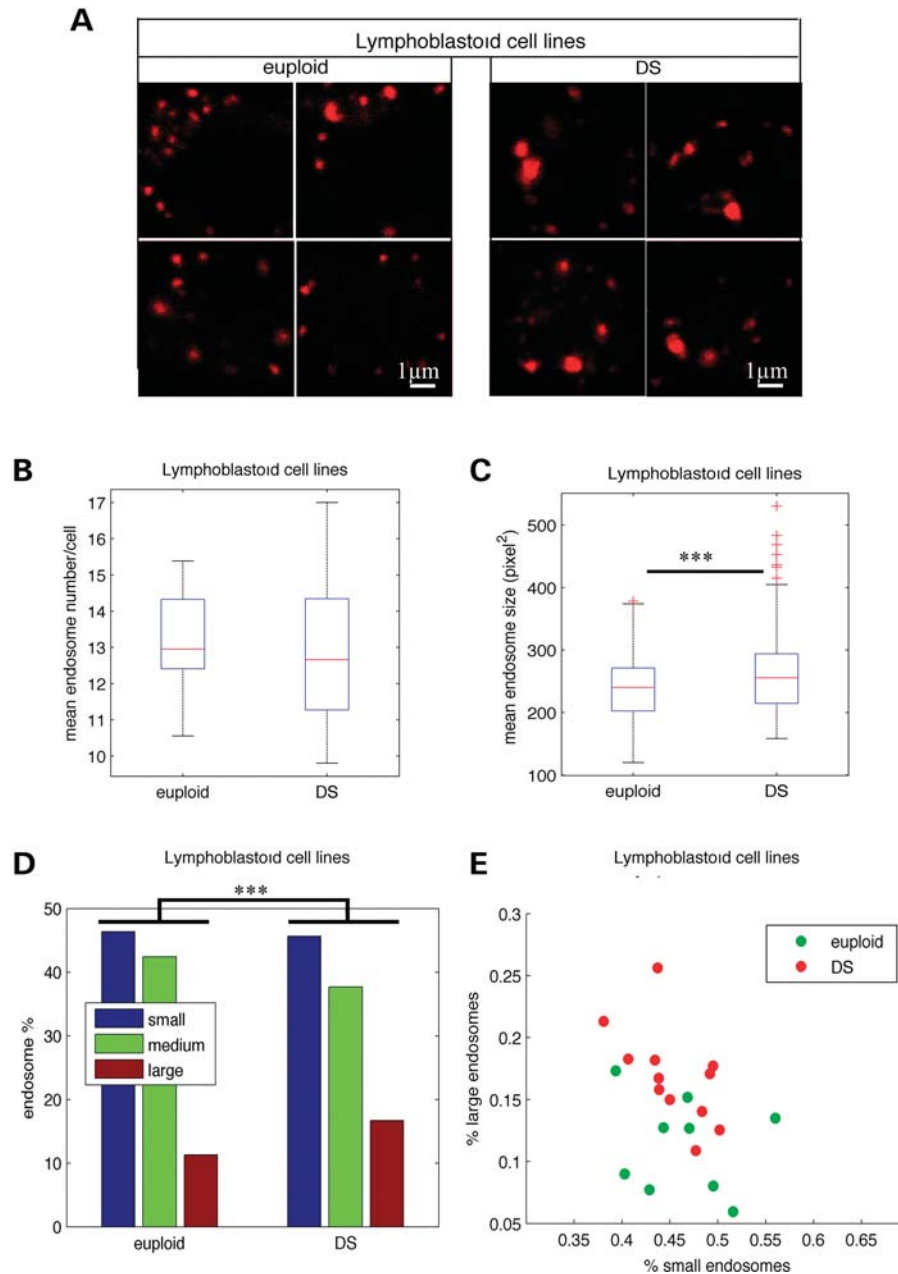 A
Lymphoblastoid cell lines
euploid
DS
1µm
1µm
B
Lymphoblastoid cell lines
mean endosome number/cell
17
16
15
14
13
12
11
10
euploid
DS
C
Lymphoblastoid cell lines
mean endosome size (pixel²)
500
400
300
200
100
***
euploid
DS
D
Lymphoblastoid cell lines
***
endosome %
50
40
30
20
10
0
small
medium
large
euploid
DS
E
Lymphoblastoid cell lines
% large endosomes
0.3
0.25
0.2
0.15
0.1
0.05
euploid
DS
0.35 0.4 0.45 0.5 0.55 0.6 0.65
% small endosomes